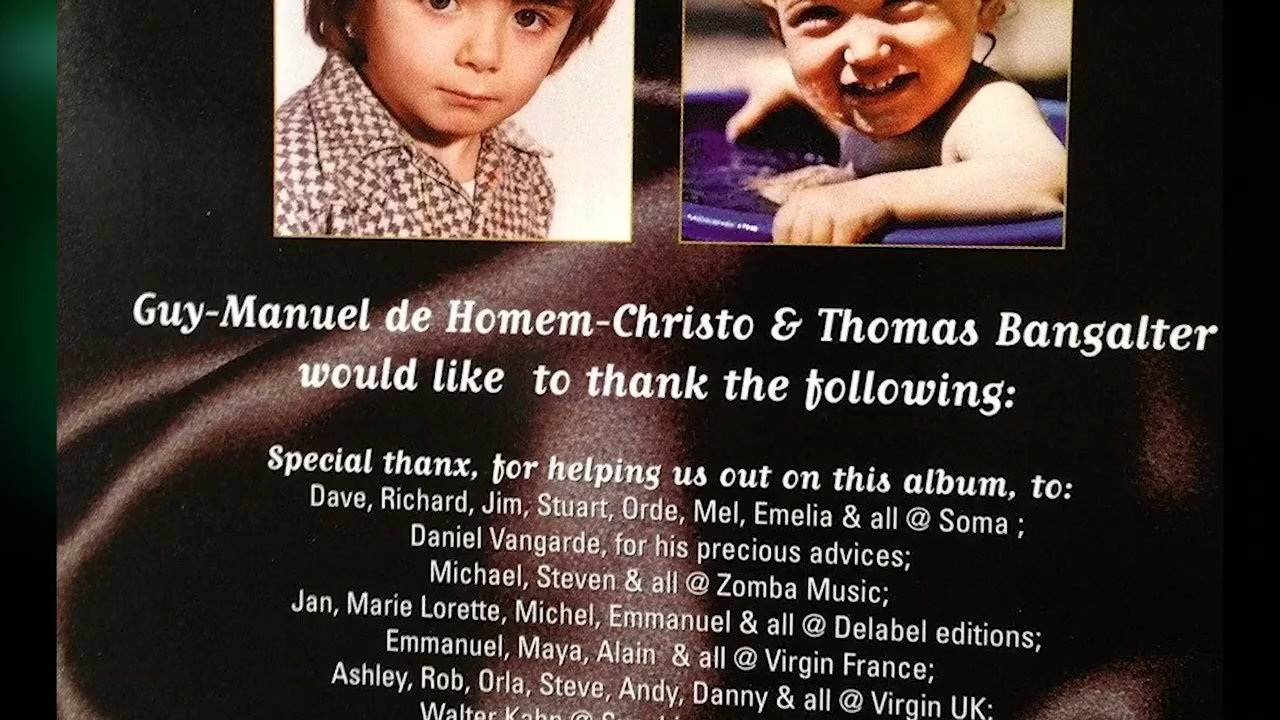 Guy-Manuel de Homem-Christo & Thomas Bangalter
would like to thank the following:
Special thanx, for helping us out on this album, to:
Dave, Richard, Jim, Stuart, Orde, Mel, Emelia & all @ Soma ;
Daniel Vangarde, for his precious advices;
Michael, Steven & all @ Zomba Music;
Jan, Marie Lorette, Michel, Emmanuel & all @ Delabel editions;
Emmanuel, Maya, Alain & all @ Virgin France;
Ashley, Rob, Orla, Steve, Andy, Danny & all @ Virgin UK;
Walter Kahn @